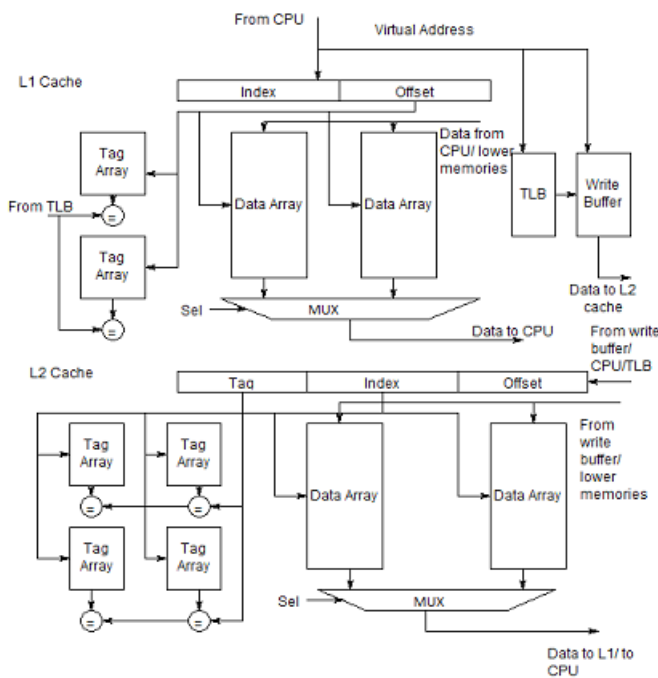 From CPU
Virtual Address
L1 Cache
Index
Offset
Tag
Array
Data from
CPU/ lower
memories
TLB
Write
Buffer
From TLB
=
Data Array
Data Array
Tag
Array
=
Data to L2
cache
Sel
MUX
Data to CPU
From write
buffer/
CPU/TLB
L2 Cache
Tag
Index
Offset
Tag
Array
Tag
Array
From
write
buffer/
lower
memories
Data Array
Data Array
=
=
Tag
Array
Tag
Array
Sel
MUX
=
=
Data to L1/ to
CPU